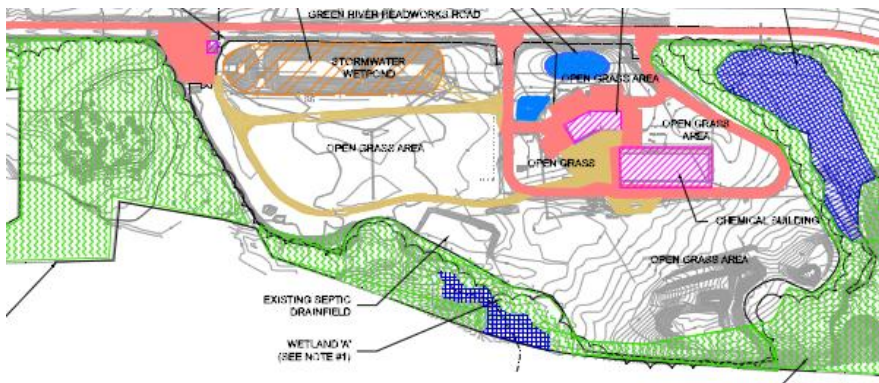 GREEN RIVER HEADWORKS ROAD
STORMWATER
WETPOND
OPEN GRASS AREA
OPEN GRASS
AREA
OPEN GRASS AREA
OPEN GRASS
CHEMICAL BUILDING
OPEN GRASS AREA
EXISTING SEPTIC
DRAINFIELD
WETLAND 'A'
(SEE NOTE #1)